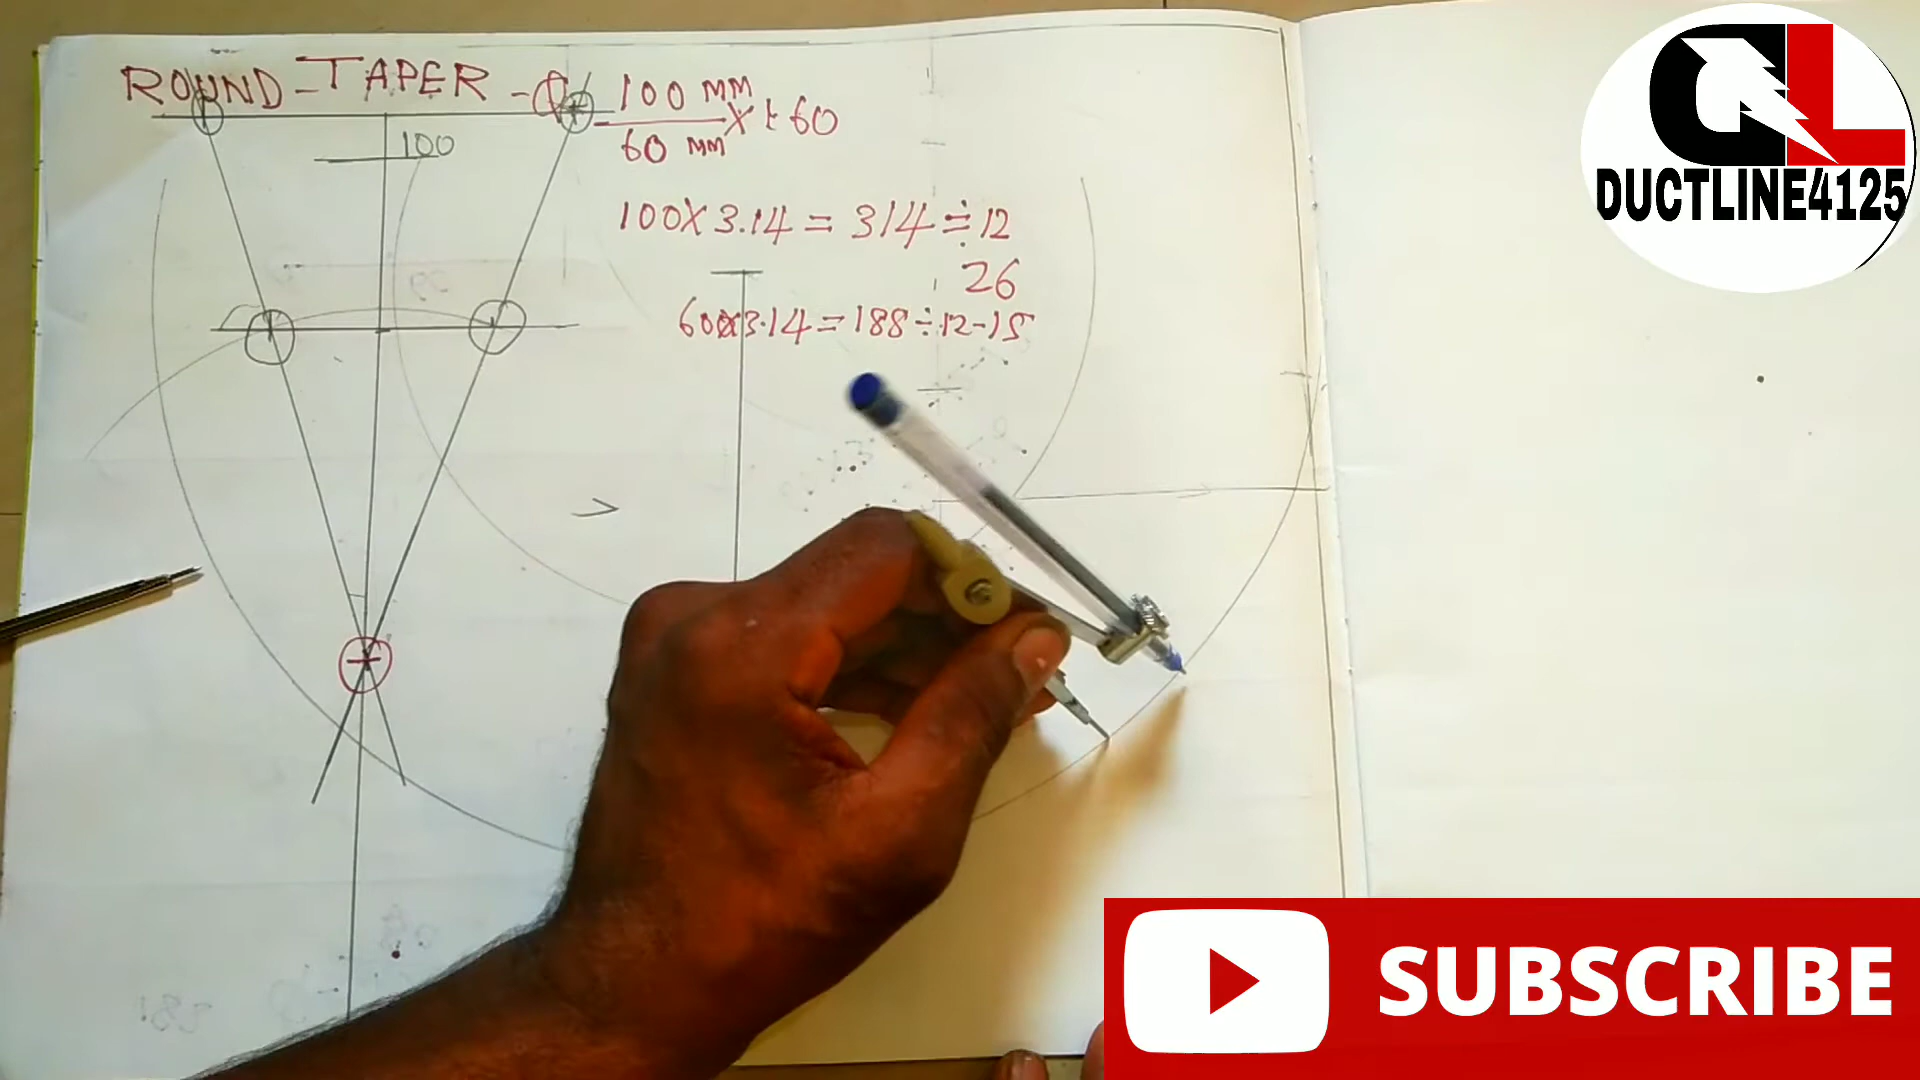 ROUND-TAPER -
100 MM
60 MM X t 60
100
100X3.14=314÷12
26
60X3.14=188÷12-15
DL
DUCTLINE4125
SUBSCRIBE